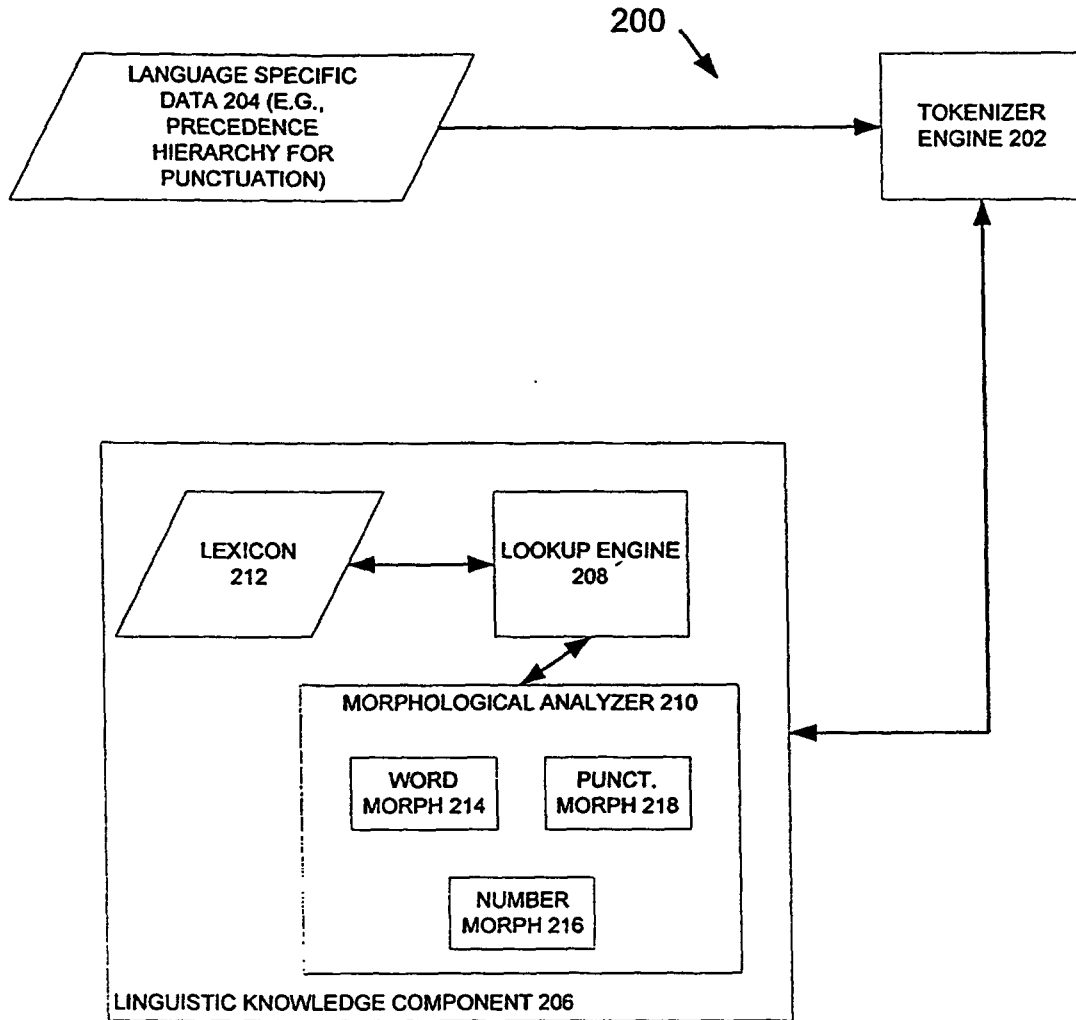 200
LANGUAGE SPECIFIC
DATA 204 (E.G.,
PRECEDENCE
HIERARCHY FOR
PUNCTUATION)
TOKENIZER
ENGINE 202
LEXICON
212
LOOKUP ENGINE
208
MORPHOLOGICAL ANALYZER 210
WORD
MORPH 214
PUNCT.
MORPH 218
NUMBER
MORPH 216
LINGUISTIC KNOWLEDGE COMPONENT 206